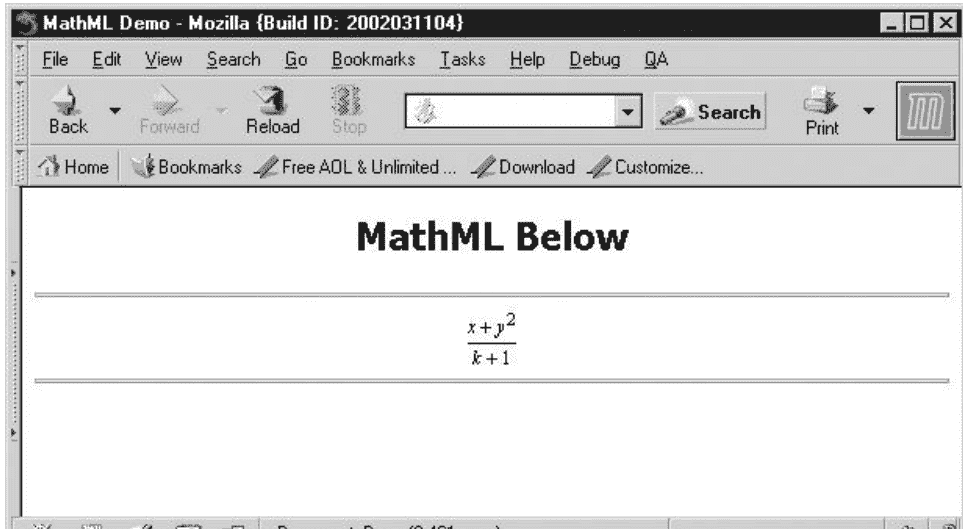 MathML Demo - Mozilla {Build ID: 2002031104}
File Edit View Search Go Bookmarks Tasks Help Debug QA
Back Forward Reload Stop Search Print
Home Bookmarks Free AOL & Unlimited ... Download Customize...
MathML Below
x + y²
k + 1